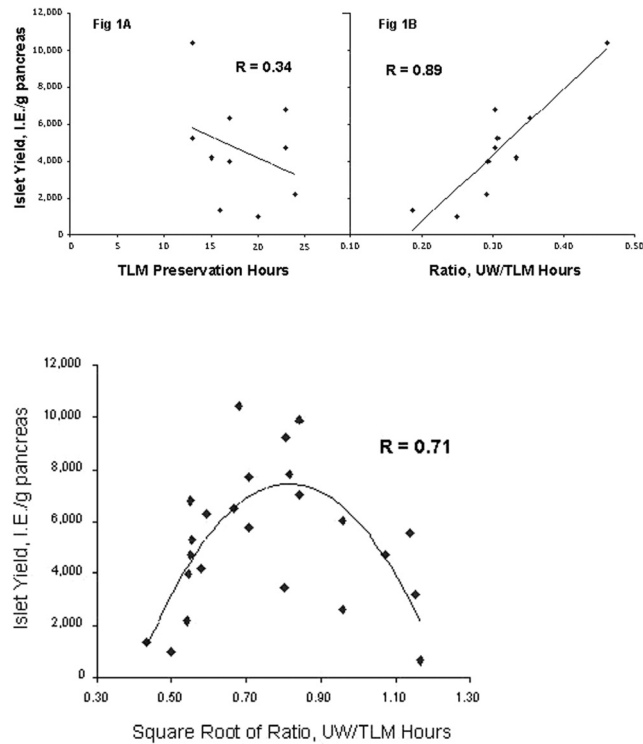 Fig 1A
Fig 1B
R = 0.34
R = 0.89
Islet Yield, I.E./g pancreas
12,000
10,000
8,000
6,000
4,000
2,000
0
0 5 10 15 20 25
0.10 0.20 0.30 0.40 0.50
TLM Preservation Hours
Ratio, UW/TLM Hours
12,000
10,000
8,000
6,000
4,000
2,000
0
R = 0.71
Islet Yield, I.E./g pancreas
0.30 0.50 0.70 0.90 1.10 1.30
Square Root of Ratio, UW/TLM Hours